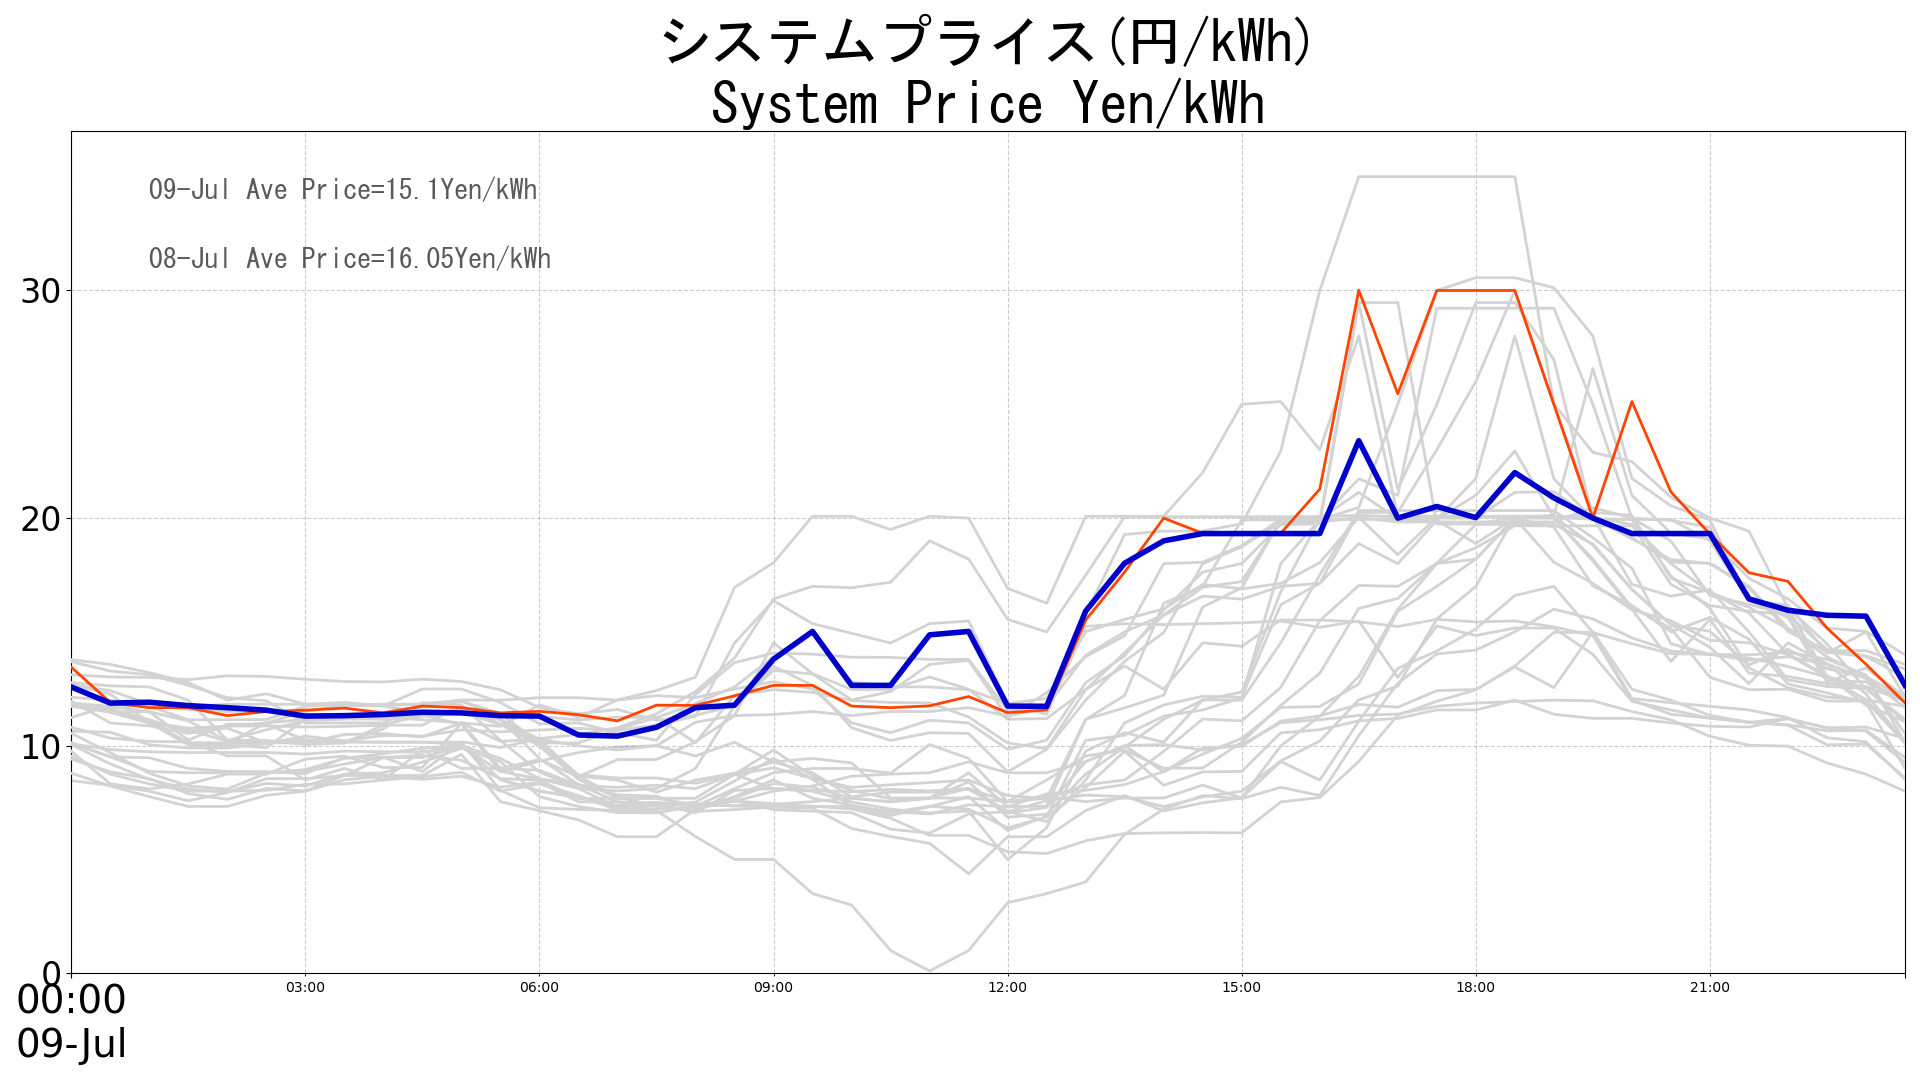 システムプライス(円/kWh)
System Price Yen/kWh
09-Jul Ave Price=15.1Yen/kWh
08-Jul Ave Price=16.05Yen/kWh
30
20
10
0
00:00
03:00
06:00
09:00
12:00
15:00
18:00
21:00
09-Jul